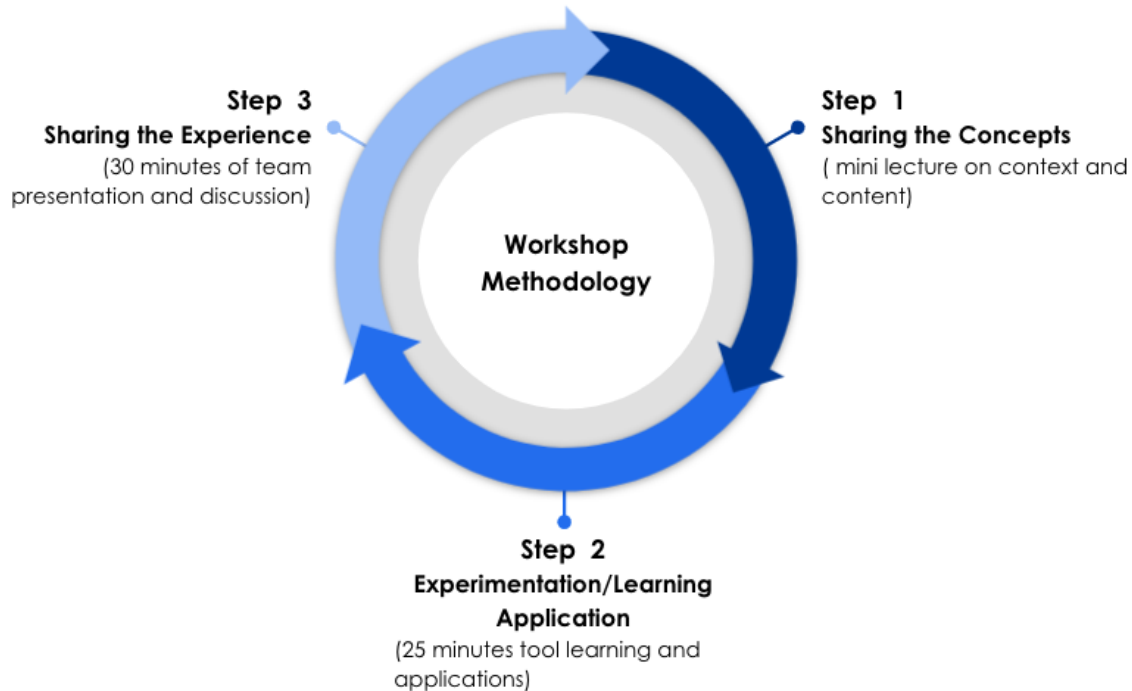 Step 1
Sharing the Concepts
( mini lecture on context and
content)
Step 2
Experimentation/Learning
Application
(25 minutes tool learning and
applications)
Step 3
Sharing the Experience
(30 minutes of team
presentation and discussion)
Workshop
Methodology